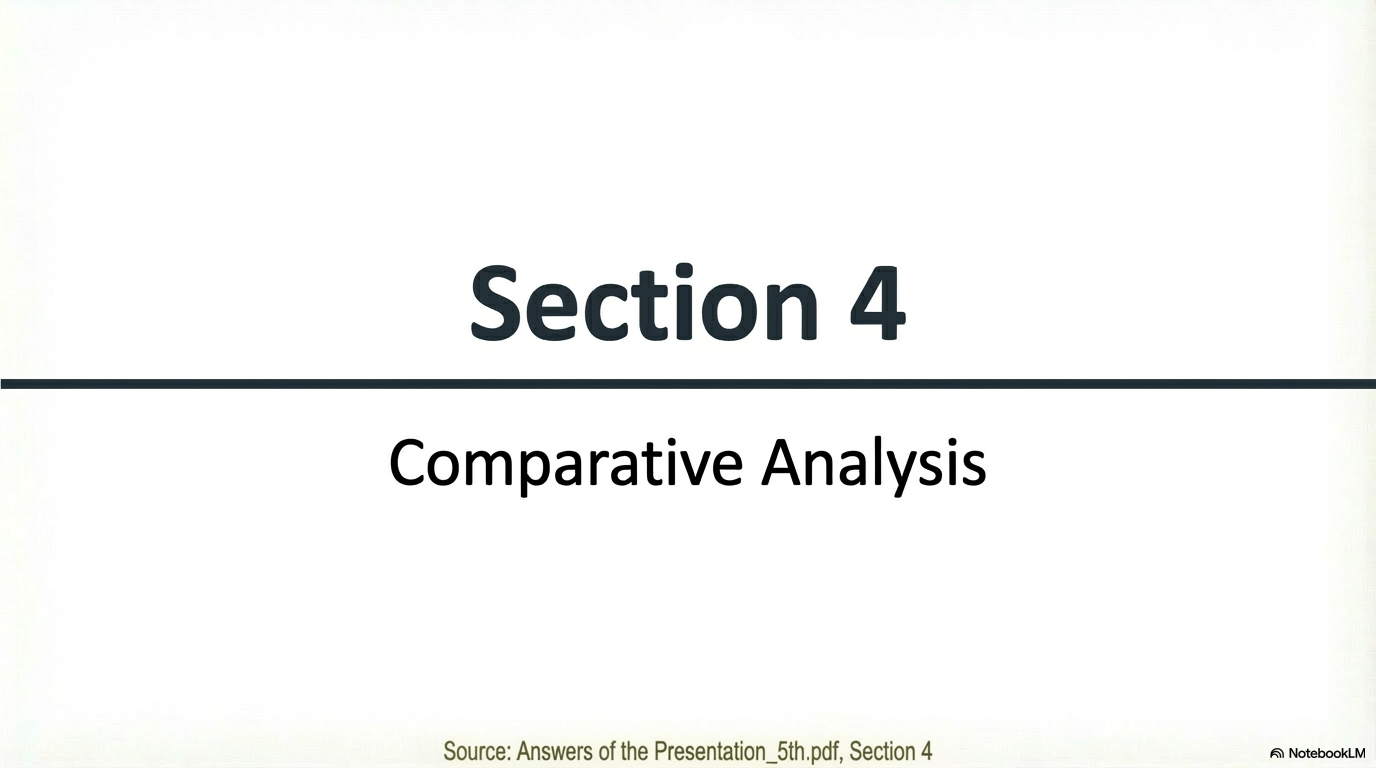 Section 4
Comparative Analysis
Source: Answers of the Presentation_5th.pdf, Section 4
NotebookLM